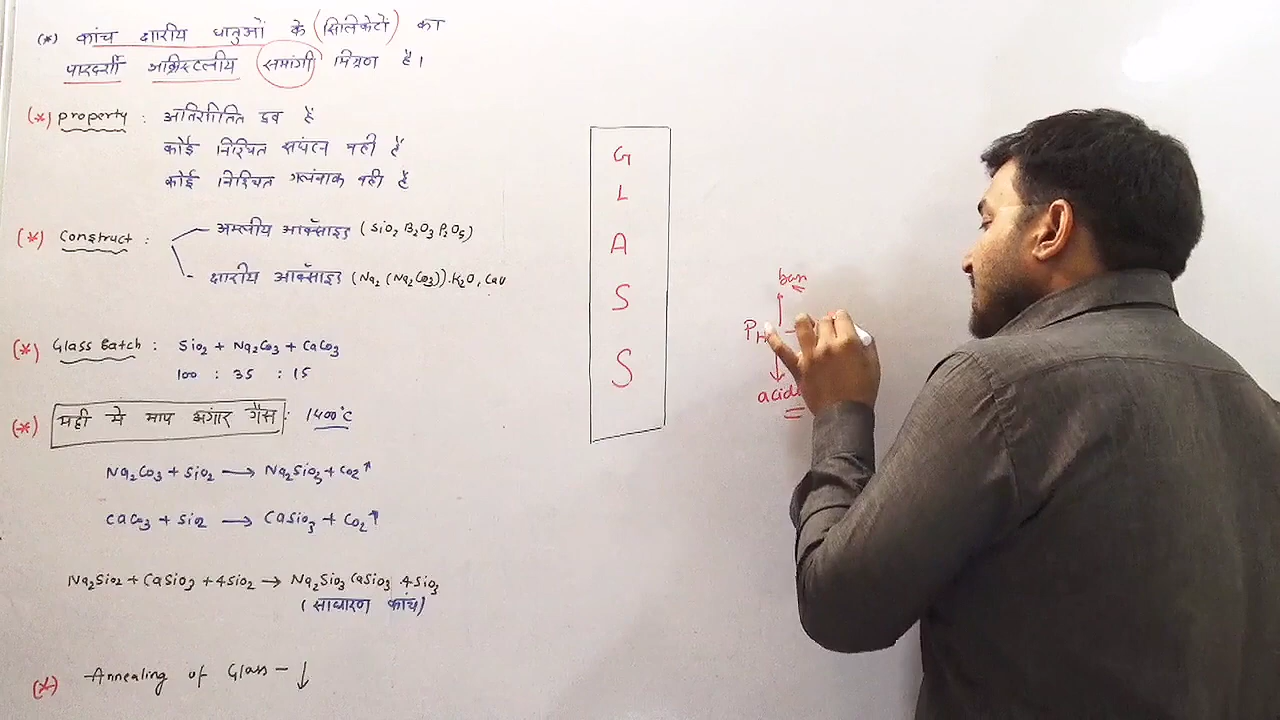 (*) कांच क्षारीय धातुओं के (सिलिकेटों) का
पारदर्शी अक्रिस्टलीय समांगी मिश्रण है।
(*) property : अतिशीतित द्रव है
कोई निश्चित संघटन नहीं है
कोई निश्चित गलनांक नहीं है
(*) Construct :
अम्लीय ऑक्साइड (SiO2 B2O3 P2O5)
क्षारीय ऑक्साइड (Na2 (Na2CO3)).K2O, CaO
(*) Glass Batch : SiO2 + Na2CO3 + CaCO3
100 : 35 : 15
(*) भट्टी में भाप अंगार गैस : 1400°C
Na2CO3 + SiO2 → Na2SiO3 + CO2↑
CaCO3 + SiO2 → CaSiO3 + CO2↑
Na2SiO2 + CaSiO3 + 4SiO2 → Na2SiO3 CaSiO3 .4SiO3
(साधारण कांच)
(*) Annealing of Glass - ↓
G
L
A
S
S
PH
acid